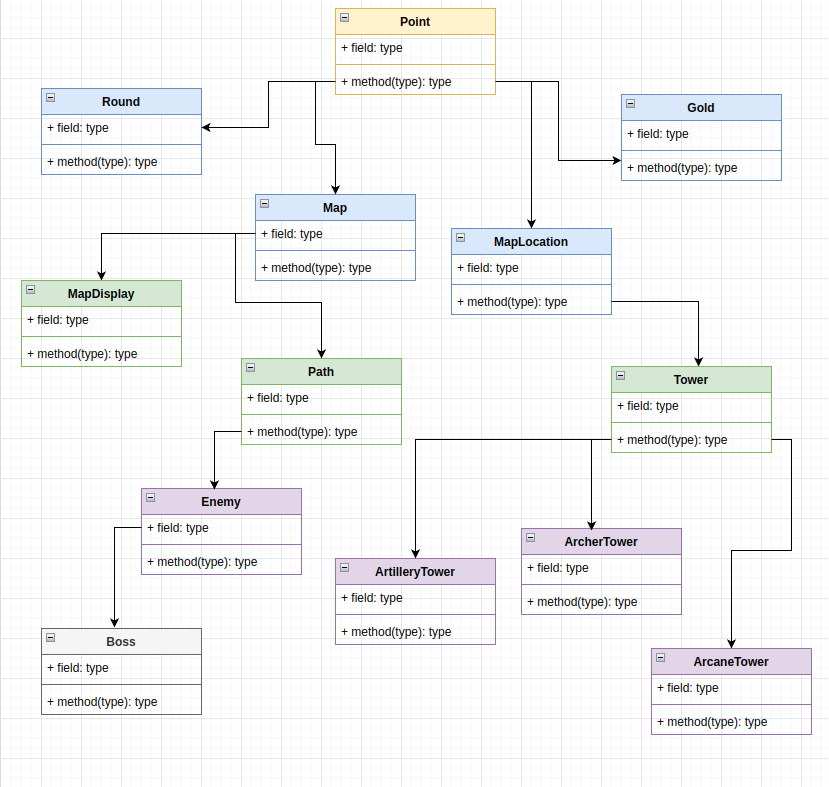 Point
+ field: type
+ method(type): type
Round
+ field: type
+ method(type): type
Gold
+ field: type
+ method(type): type
Map
+ field: type
+ method(type): type
MapLocation
+ field: type
+ method(type): type
MapDisplay
+ field: type
+ method(type): type
Path
+ field: type
+ method(type): type
Tower
+ field: type
+ method(type): type
Enemy
+ field: type
+ method(type): type
ArcherTower
+ field: type
+ method(type): type
ArtilleryTower
+ field: type
+ method(type): type
Boss
+ field: type
+ method(type): type
ArcaneTower
+ field: type
+ method(type): type